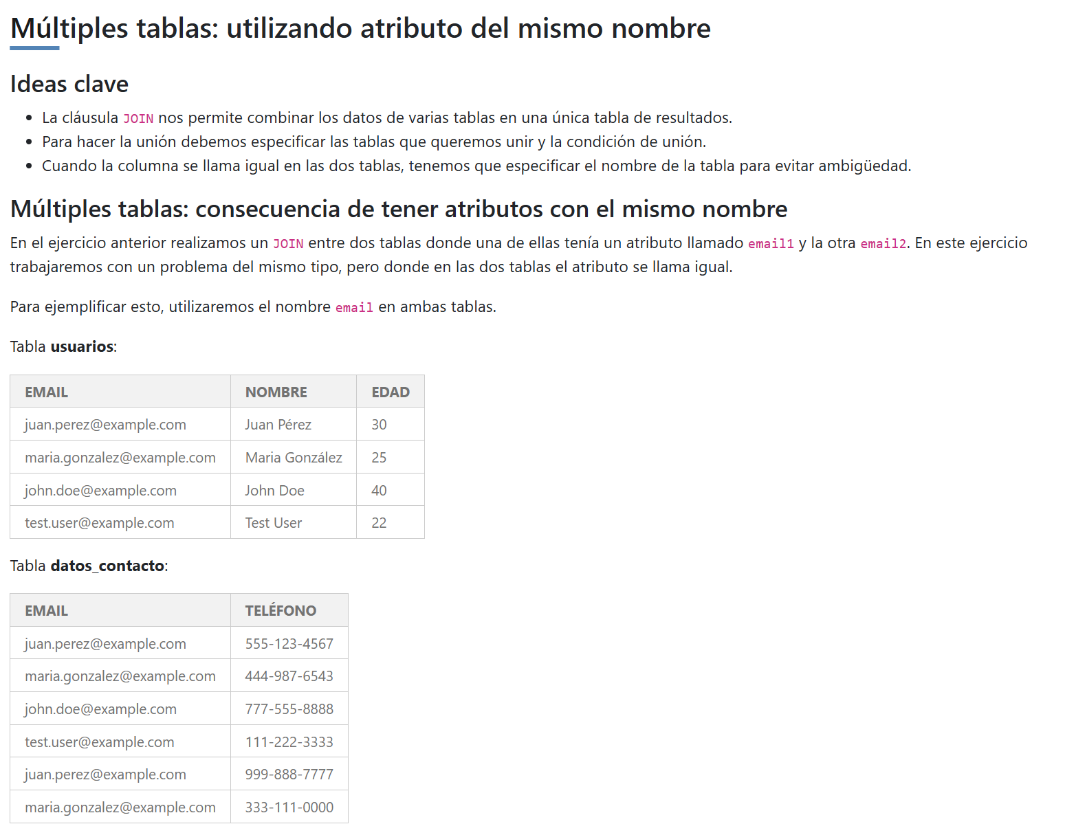 Múltiples tablas: utilizando atributo del mismo nombre
Ideas clave
• La cláusula JOIN nos permite combinar los datos de varias tablas en una única tabla de resultados.
• Para hacer la unión debemos especificar las tablas que queremos unir y la condición de unión.
• Cuando la columna se llama igual en las dos tablas, tenemos que especificar el nombre de la tabla para evitar ambigüedad.
Múltiples tablas: consecuencia de tener atributos con el mismo nombre
En el ejercicio anterior realizamos un JOIN entre dos tablas donde una de ellas tenía un atributo llamado email1 y la otra email2. En este ejercicio
trabajaremos con un problema del mismo tipo, pero donde en las dos tablas el atributo se llama igual.
Para ejemplificar esto, utilizaremos el nombre email en ambas tablas.
Tabla usuarios:
EMAIL NOMBRE EDAD
juan.perez@example.com Juan Pérez 30
maria.gonzalez@example.com Maria González 25
john.doe@example.com John Doe 40
test.user@example.com Test User 22
Tabla datos_contacto:
EMAIL TELÉFONO
juan.perez@example.com 555-123-4567
maria.gonzalez@example.com 444-987-6543
john.doe@example.com 777-555-8888
test.user@example.com 111-222-3333
juan.perez@example.com 999-888-7777
maria.gonzalez@example.com 333-111-0000